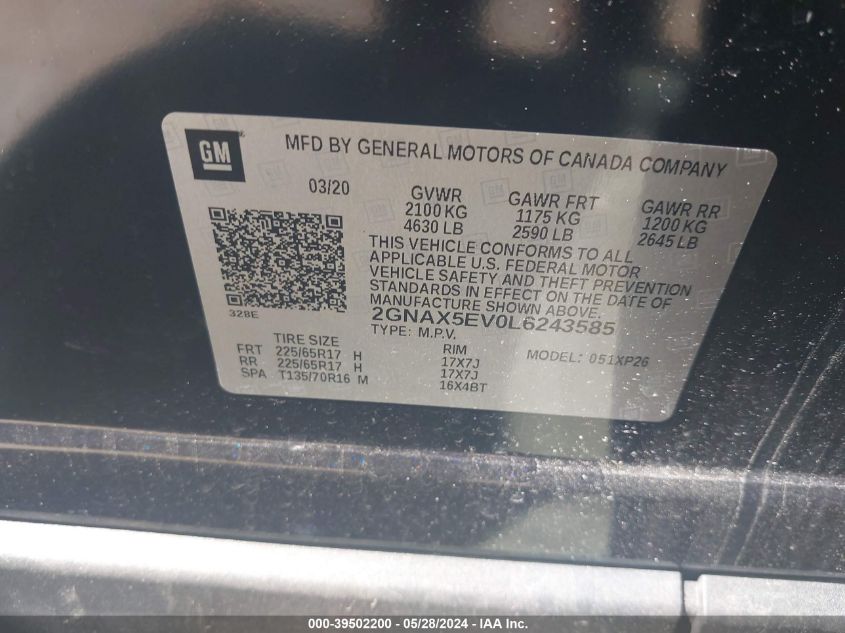 GM
MFD BY GENERAL MOTORS OF CANADA COMPANY
03/20
GVWR
2100 KG
4630 LB
GAWR FRT
1175 KG
2590 LB
GAWR RR
1200 KG
2645 LB
THIS VEHICLE CONFORMS TO ALL
APPLICABLE U.S. FEDERAL MOTOR
VEHICLE SAFETY AND THEFT PREVENTION
STANDARDS IN EFFECT ON THE DATE OF
MANUFACTURE SHOWN ABOVE.
328E
2GNAX5EV0L6243585
TYPE: M.P.V.
MODEL: 051XP26
TIRE SIZE
FRT 225/65R17 H
RR 225/65R17 H
SPA T135/70R16 M
RIM
17X7J
17X7J
16X4BT
000-39502200 - 05/28/2024 - IAA Inc.